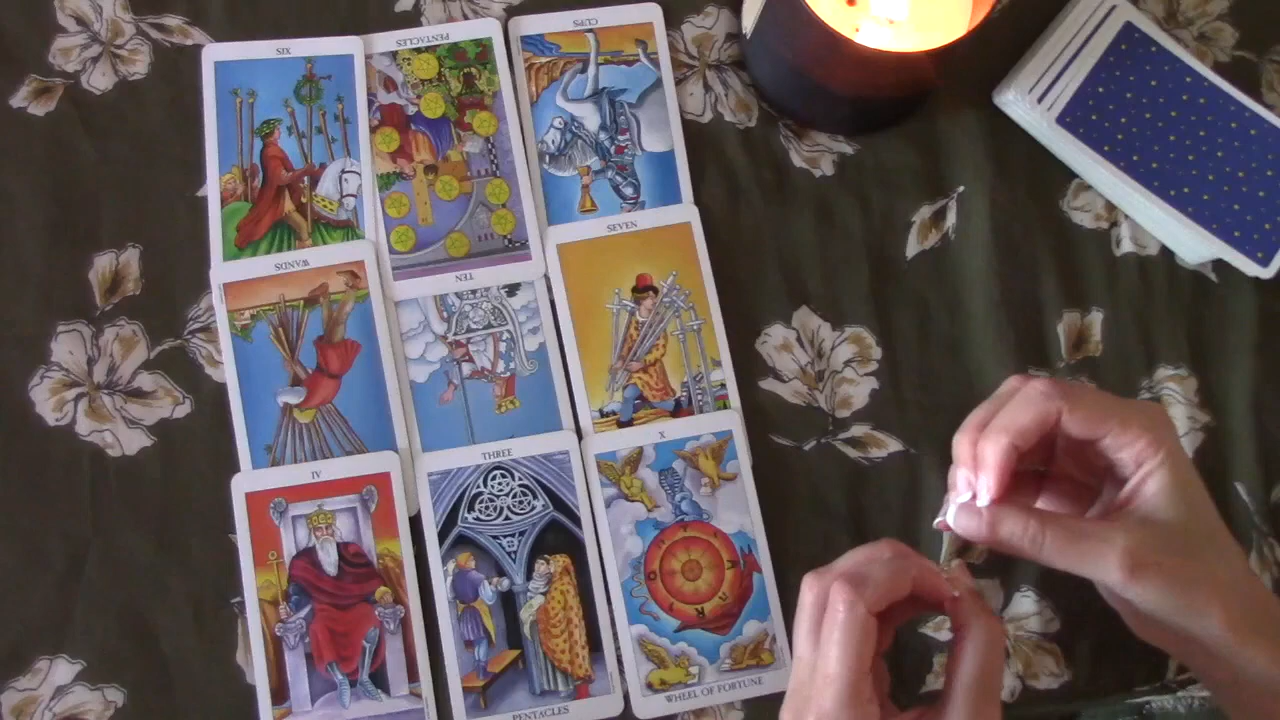 SIX
PENTACLES
CUPS
TEN
SEVEN
WANDS
IV
THREE
X
PENTACLES
WHEEL OF FORTUNE